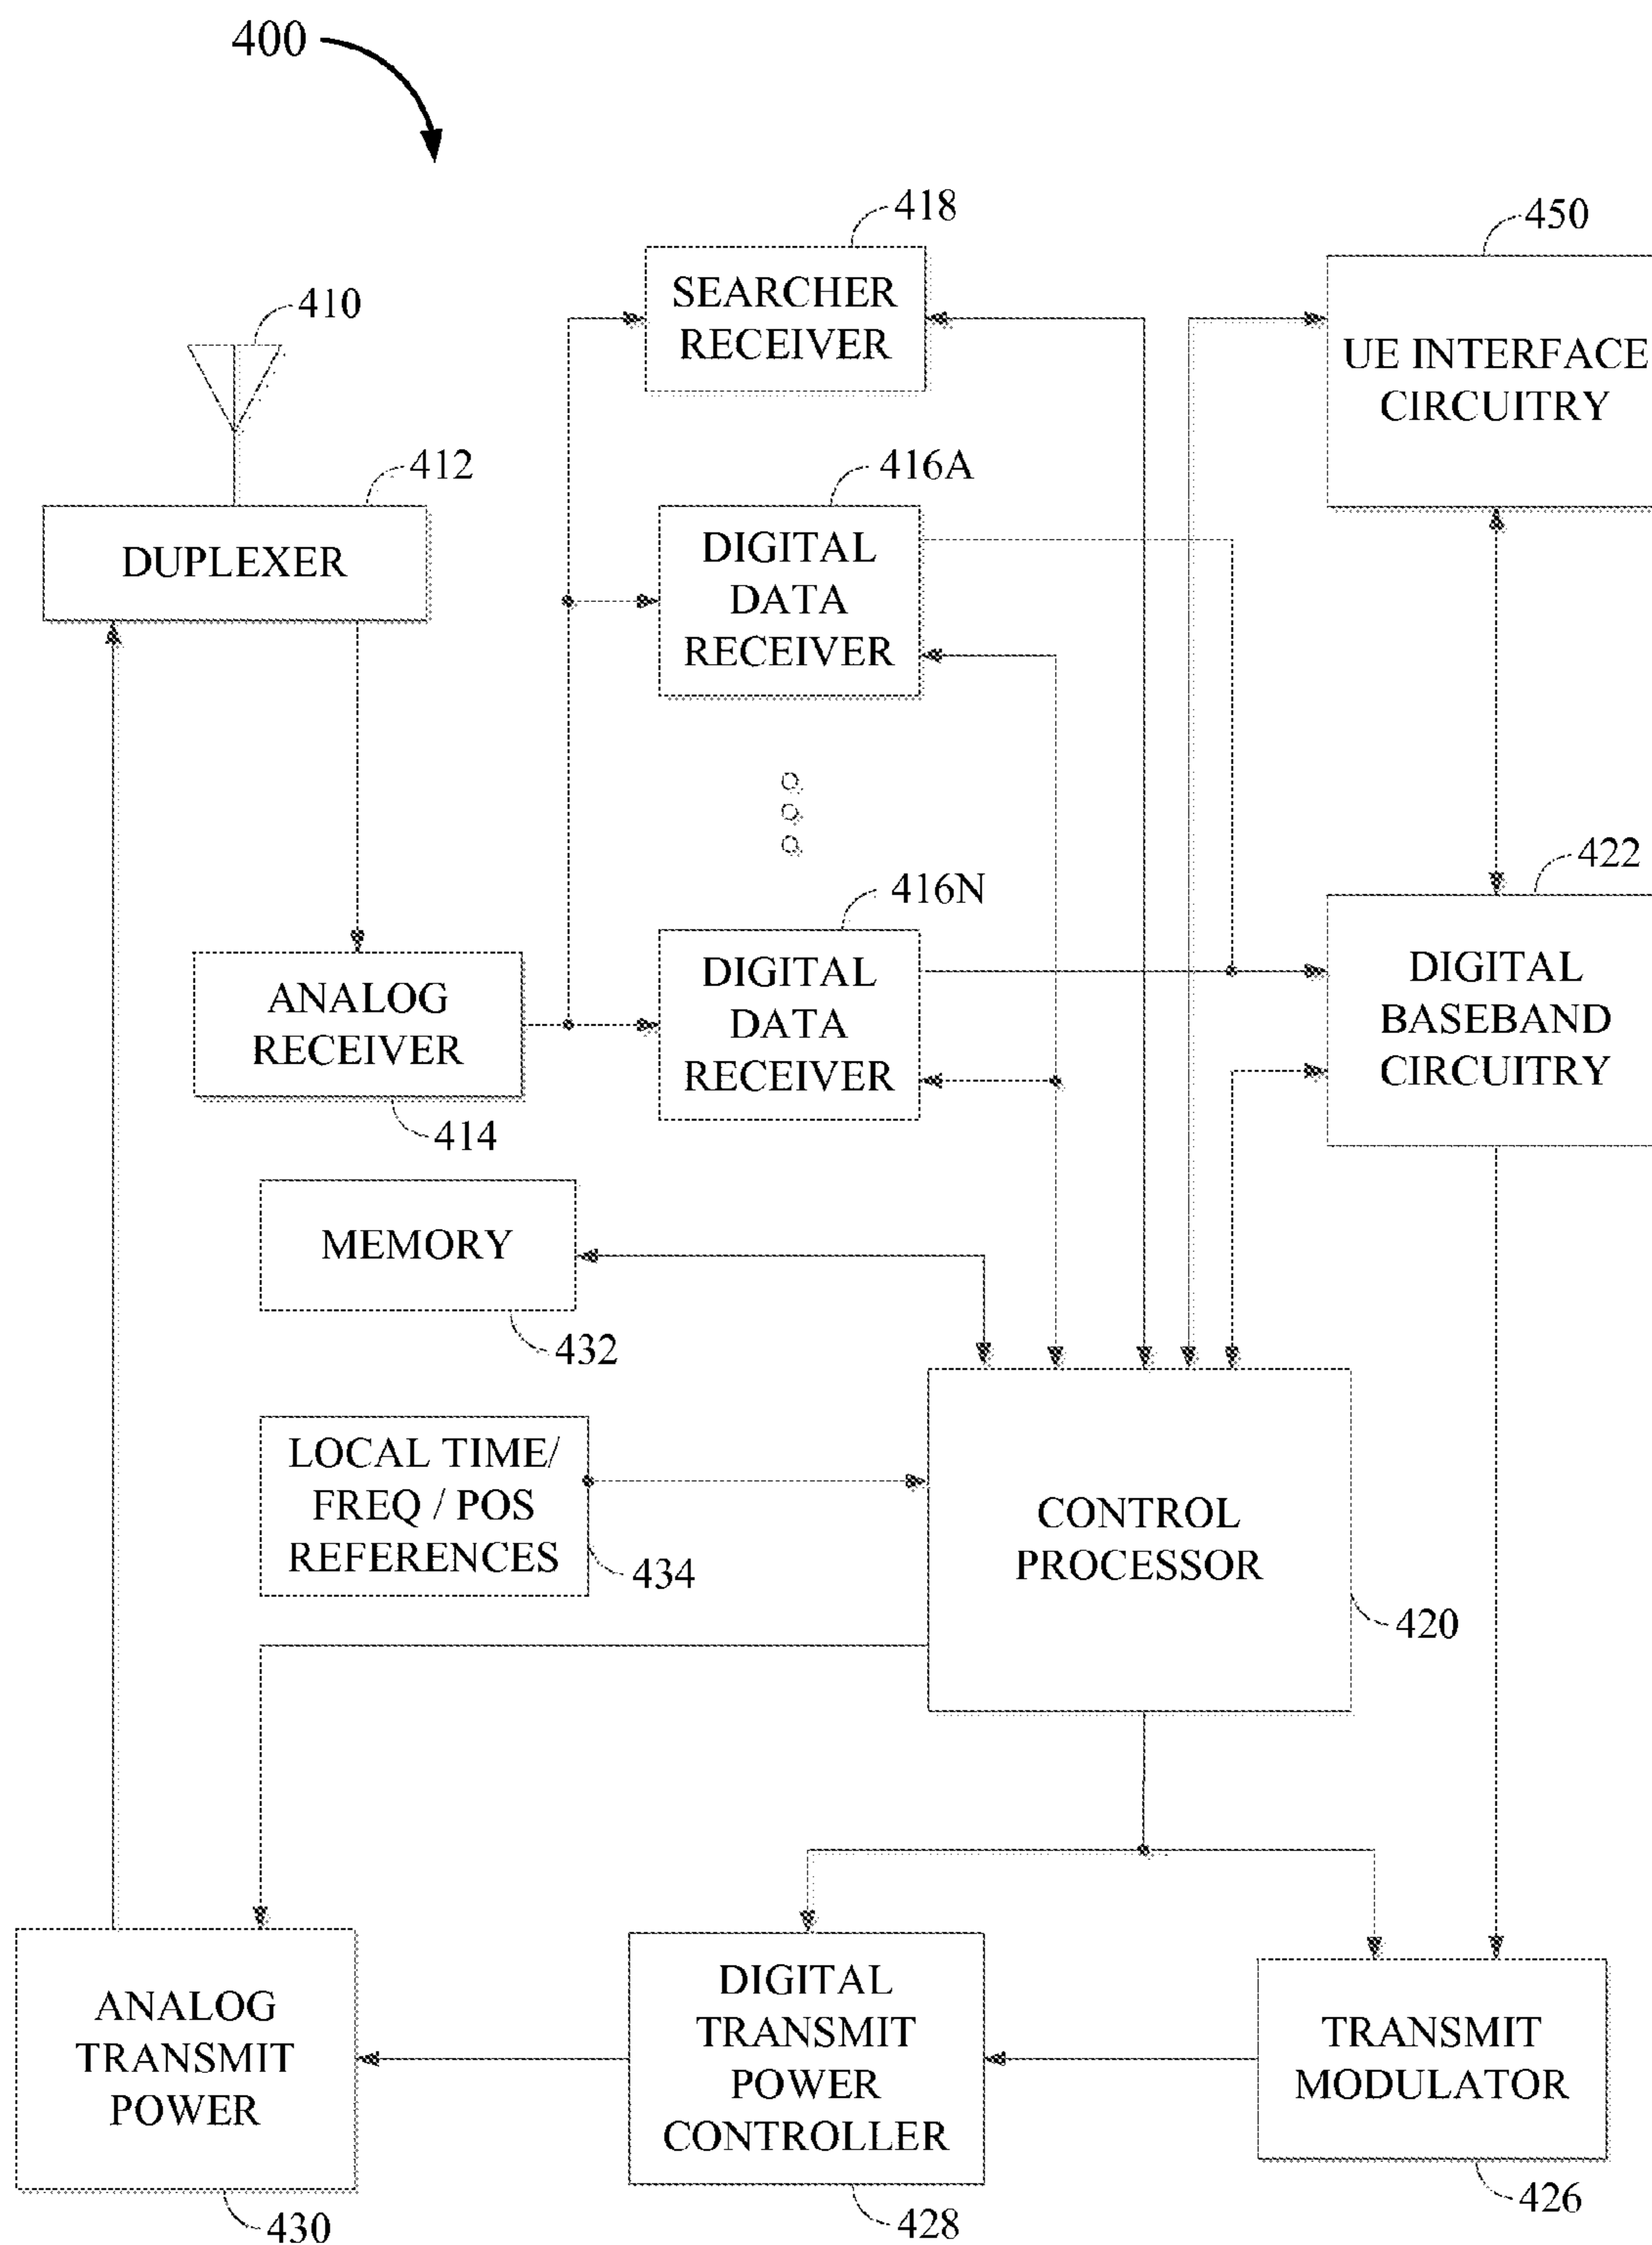 400
418
450
SEARCHER
RECEIVER
410
UE INTERFACE
CIRCUITRY
412
416A
DUPLEXER
DIGITAL
DATA
RECEIVER
422
416N
DIGITAL
DATA
RECEIVER
DIGITAL
BASEBAND
CIRCUITRY
ANALOG
RECEIVER
414
MEMORY
432
LOCAL TIME/
FREQ / POS
REFERENCES
434
CONTROL
PROCESSOR
420
ANALOG
TRANSMIT
POWER
430
DIGITAL
TRANSMIT
POWER
CONTROLLER
428
TRANSMIT
MODULATOR
426